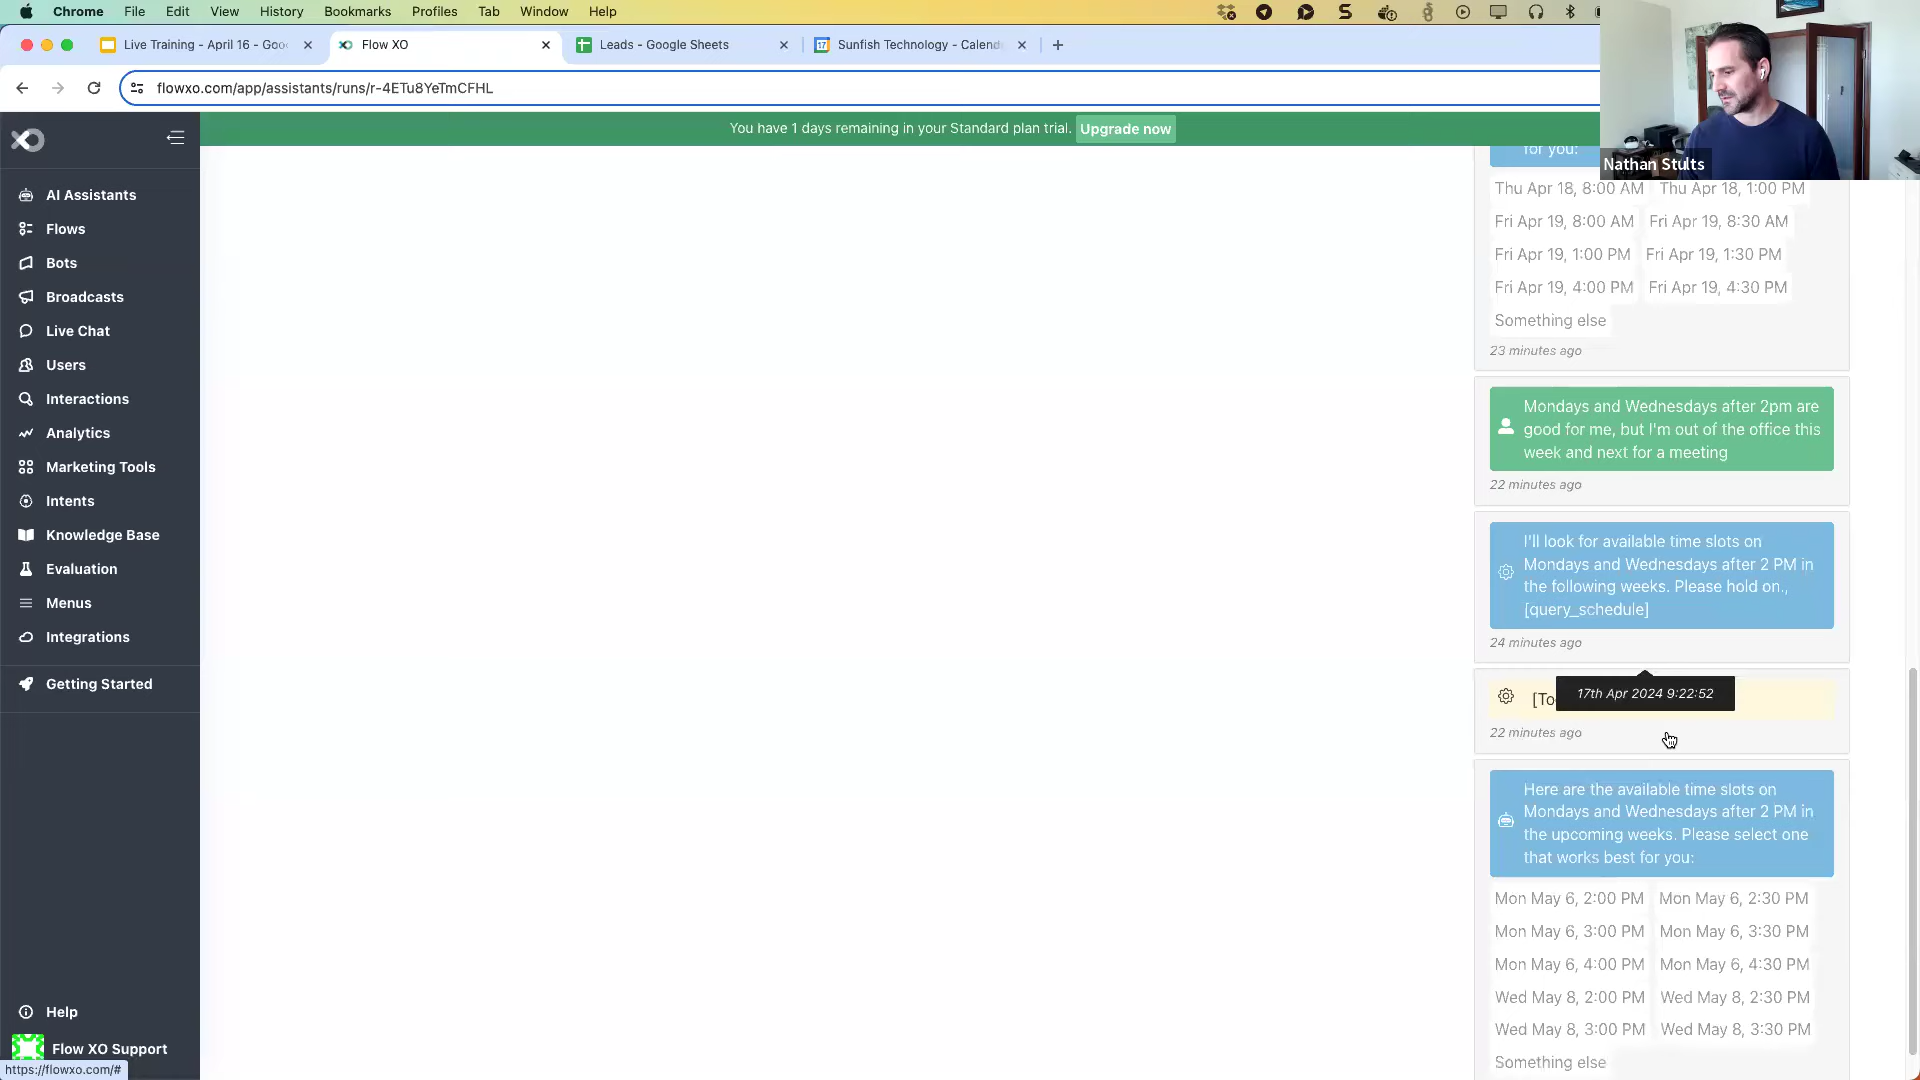 Chrome File Edit View History Bookmarks Profiles Tab Window Help
Live Training - April 16 - Goo
Flow XO
Leads - Google Sheets
17 Sunfish Technology - Calend
flowxo.com/app/assistants/runs/r-4ETu8YeTmCFHL
XO
You have 1 days remaining in your Standard plan trial. Upgrade now
Nathan Stults
AI Assistants
Flows
Bots
Broadcasts
Live Chat
Users
Interactions
Analytics
Marketing Tools
Intents
Knowledge Base
Evaluation
Menus
Integrations
Getting Started
Help
Flow XO Support
https://flowxo.com/#
for you:
Thu Apr 18, 8:00 AM Thu Apr 18, 1:00 PM
Fri Apr 19, 8:00 AM Fri Apr 19, 8:30 AM
Fri Apr 19, 1:00 PM Fri Apr 19, 1:30 PM
Fri Apr 19, 4:00 PM Fri Apr 19, 4:30 PM
Something else
23 minutes ago
Mondays and Wednesdays after 2pm are
good for me, but I'm out of the office this
week and next for a meeting
22 minutes ago
I'll look for available time slots on
Mondays and Wednesdays after 2 PM in
the following weeks. Please hold on.,
[query_schedule]
24 minutes ago
17th Apr 2024 9:22:52
[To
22 minutes ago
Here are the available time slots on
Mondays and Wednesdays after 2 PM in
the upcoming weeks. Please select one
that works best for you:
Mon May 6, 2:00 PM Mon May 6, 2:30 PM
Mon May 6, 3:00 PM Mon May 6, 3:30 PM
Mon May 6, 4:00 PM Mon May 6, 4:30 PM
Wed May 8, 2:00 PM Wed May 8, 2:30 PM
Wed May 8, 3:00 PM Wed May 8, 3:30 PM
Something else